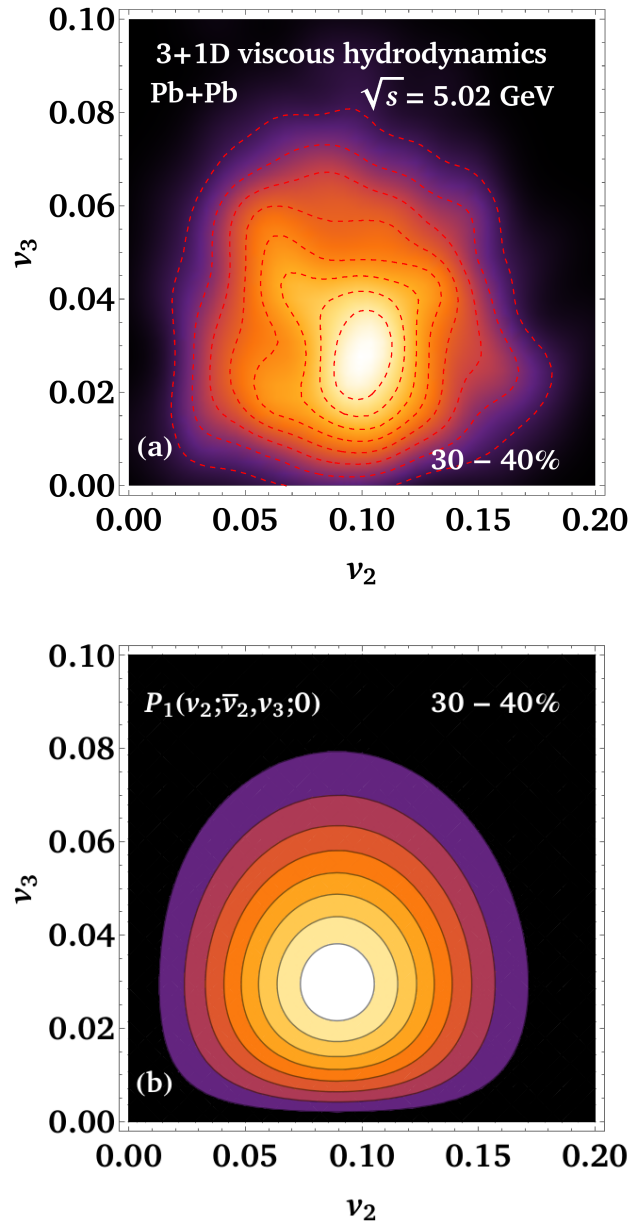 0.10
3+1D viscous hydrodynamics
Pb+Pb √s = 5.02 GeV
0.08
0.06
v3
0.04
0.02
(a)
30 − 40%
0.00
0.00 0.05 0.10 0.15 0.20
v2
0.10
P1(v2;v̅2,v3;0) 30 − 40%
0.08
0.06
v3
0.04
0.02
(b)
0.00
0.00 0.05 0.10 0.15 0.20
v2